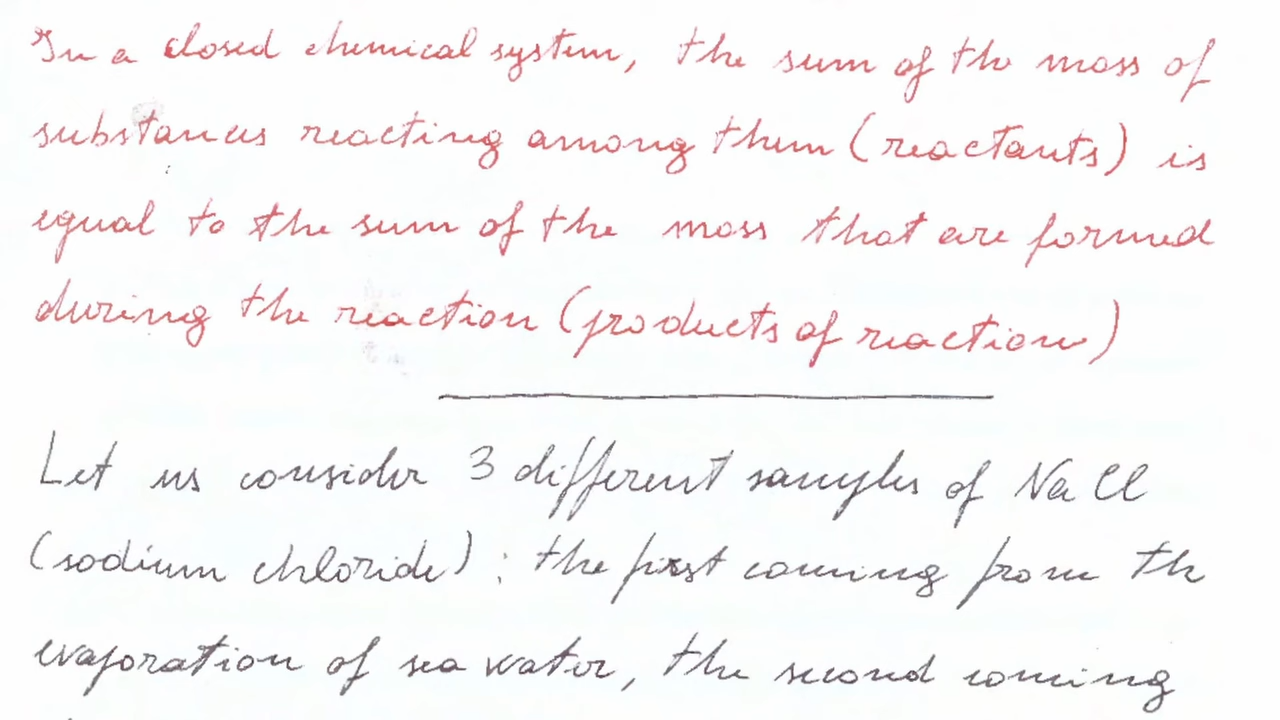 In a closed chemical system, the sum of the mass of
substances reacting among them (reactants) is
equal to the sum of the mass that are formed
during the reaction (products of reaction)
Let us consider 3 different samples of NaCl
(sodium chloride): the first coming from the
evaporation of sea water, the second coming